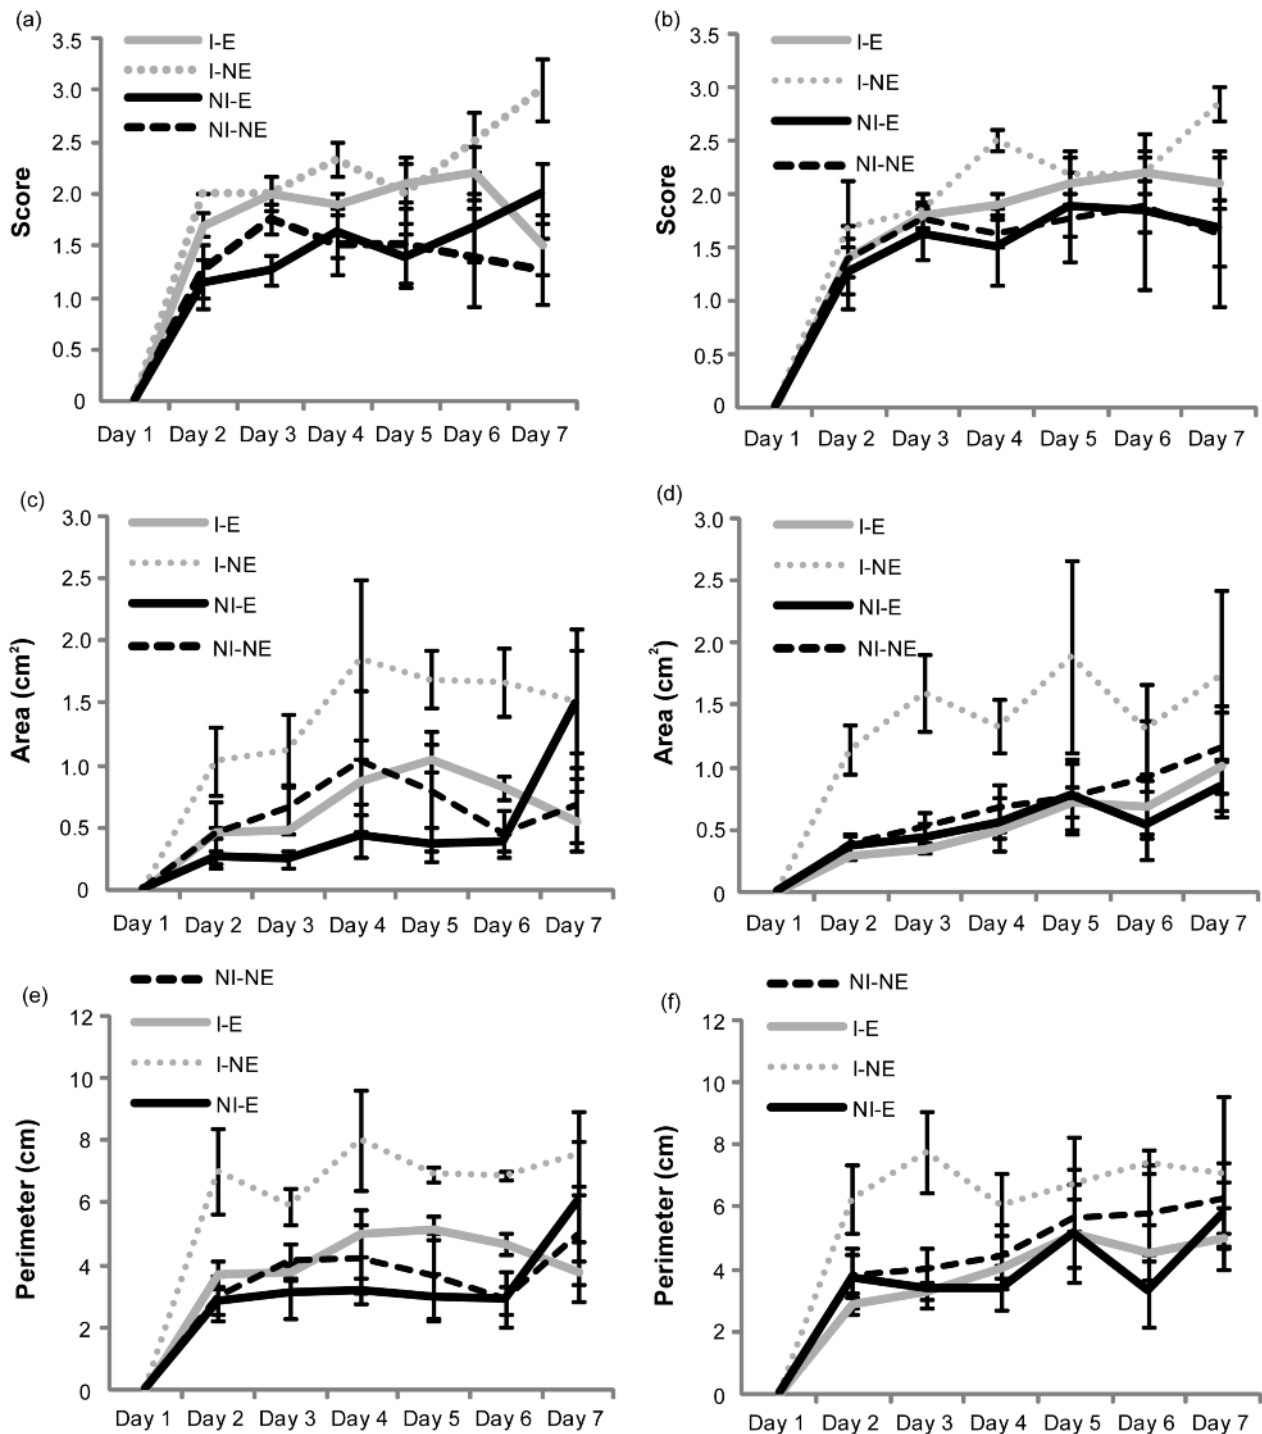 (a)
3.5
3.0
2.5
2.0
1.5
1.0
0.5
0
Score
I-E
I-NE
NI-E
NI-NE
Day 1 Day 2 Day 3 Day 4 Day 5 Day 6 Day 7
(b)
3.5
3.0
2.5
2.0
1.5
1.0
0.5
0
Score
I-E
I-NE
NI-E
NI-NE
Day 1 Day 2 Day 3 Day 4 Day 5 Day 6 Day 7
(c)
3.0
2.5
2.0
1.5
1.0
0.5
0
Area (cm²)
I-E
I-NE
NI-E
NI-NE
Day 1 Day 2 Day 3 Day 4 Day 5 Day 6 Day 7
(d)
3.0
2.5
2.0
1.5
1.0
0.5
0
Area (cm²)
I-E
I-NE
NI-E
NI-NE
Day 1 Day 2 Day 3 Day 4 Day 5 Day 6 Day 7
(e)
12
10
8
6
4
2
0
Perimeter (cm)
NI-NE
I-E
I-NE
NI-E
Day 1 Day 2 Day 3 Day 4 Day 5 Day 6 Day 7
(f)
12
10
8
6
4
2
0
Perimeter (cm)
NI-NE
I-E
I-NE
NI-E
Day 1 Day 2 Day 3 Day 4 Day 5 Day 6 Day 7